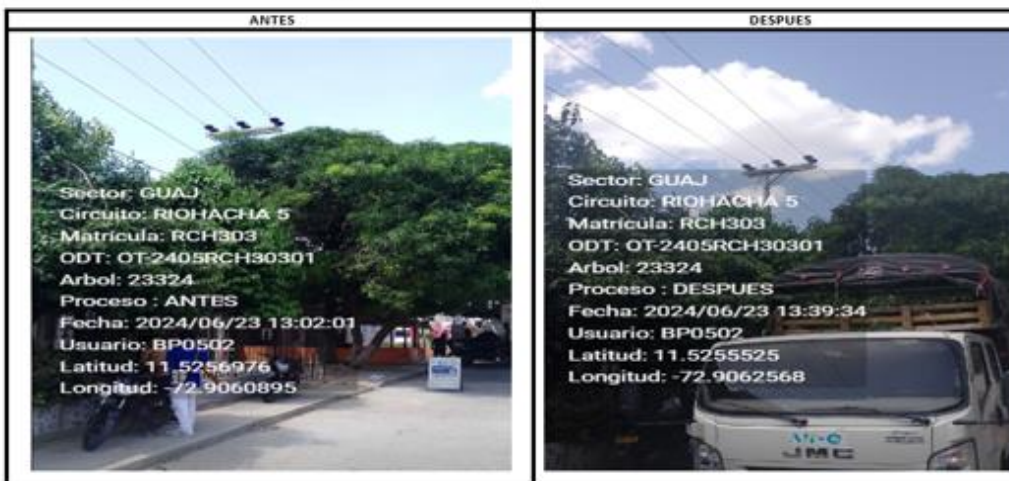 ANTES
DESPUES
Sector: GUAJ
Circuito: RIOHACHA 5
Matrícula: RCH303
ODT: OT-2405RCH30301
Arbol: 23324
Proceso : ANTES
Fecha: 2024/06/23 13:02:01
Usuario: BP0502
Latitud: 11.5256976
Longitud: -72.9060895
Sector: GUAJ
Circuito: RIOHACHA 5
Matrícula: RCH303
ODT: OT-2405RCH30301
Arbol: 23324
Proceso : DESPUES
Fecha: 2024/06/23 13:39:34
Usuario: BP0502
Latitud: 11.5255525
Longitud: -72.9062568
JMC